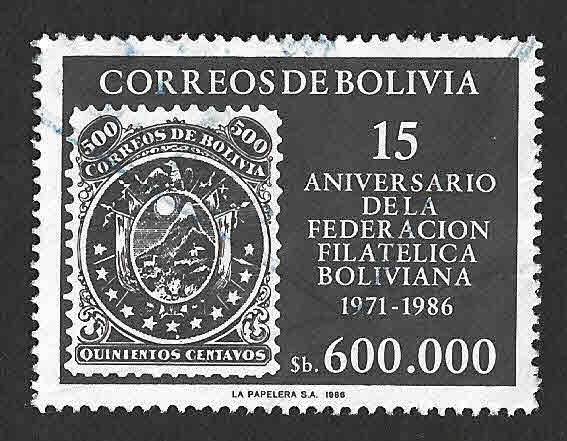 CORREOS DE BOLIVIA
500 500
CORREOS DE BOLIVIA
QUINIENTOS CENTAVOS
15
ANIVERSARIO
DE LA
FEDERACION
FILATELICA
BOLIVIANA
1971-1986
$b. 600.000
LA PAPELERA S.A. 1986